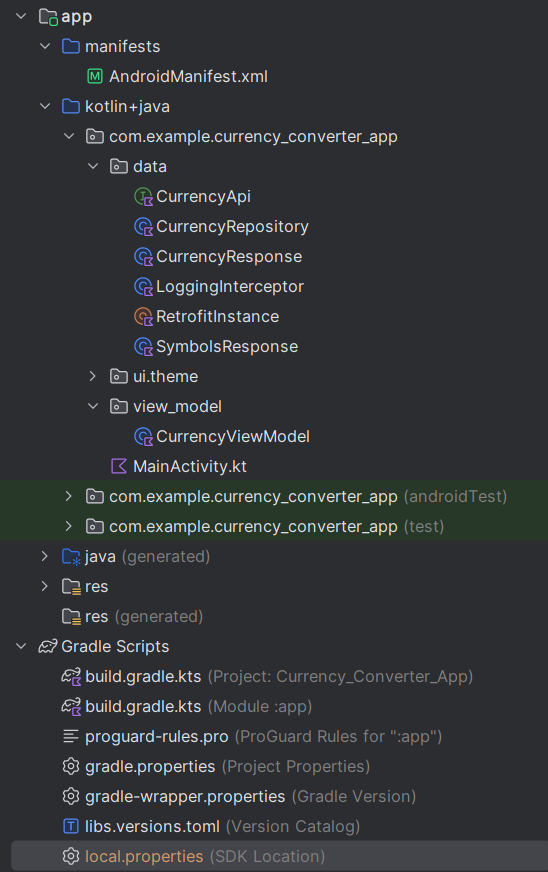 app
manifests
AndroidManifest.xml
kotlin+java
com.example.currency_converter_app
data
CurrencyApi
CurrencyRepository
CurrencyResponse
LoggingInterceptor
RetrofitInstance
SymbolsResponse
ui.theme
view_model
CurrencyViewModel
MainActivity.kt
com.example.currency_converter_app (androidTest)
com.example.currency_converter_app (test)
java (generated)
res
res (generated)
Gradle Scripts
build.gradle.kts (Project: Currency_Converter_App)
build.gradle.kts (Module :app)
proguard-rules.pro (ProGuard Rules for ":app")
gradle.properties (Project Properties)
gradle-wrapper.properties (Gradle Version)
libs.versions.toml (Version Catalog)
local.properties (SDK Location)